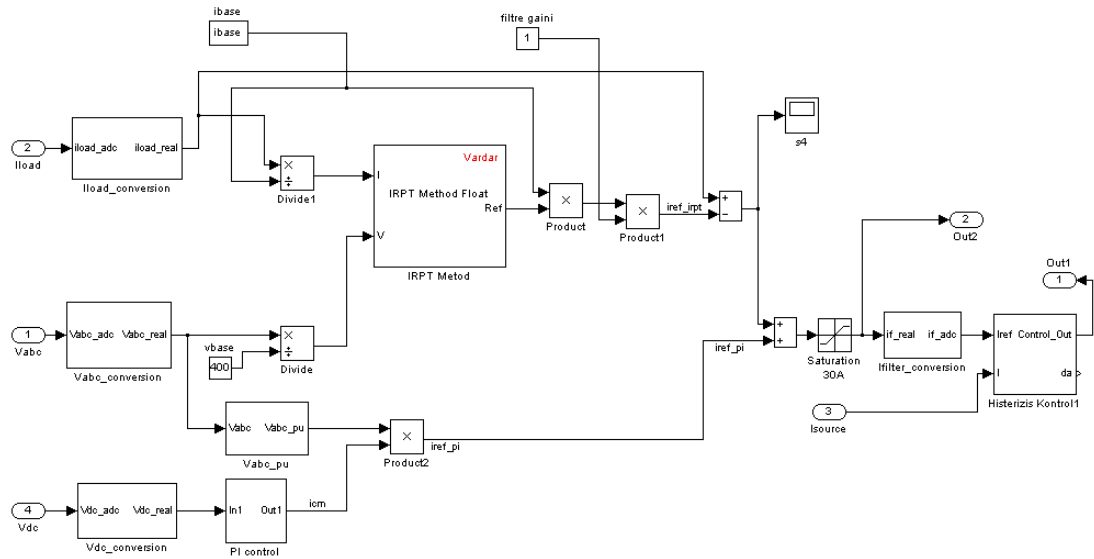 ibase
ibase
filtre gaini
1
2
Iload
iload_adc iload_real
Iload_conversion
Divide1
Vardar
I
IRPT Method Float
Ref
V
IRPT Metod
Product
Product1
iref_irpt
s4
2
Out2
Out1
1
1
Vabc
Vabc_adc Vabc_real
Vabc_conversion
vbase
400
Divide
iref_pi
Saturation
30A
if_real if_adc
Ifilter_conversion
Iref Control_Out
I
da
Histerizis Kontrol1
3
Isource
Vabc Vabc_pu
Vabc_pu
Product2
iref_pi
4
Vdc
Vdc_adc Vdc_real
Vdc_conversion
In1 Out1
PI control
icm